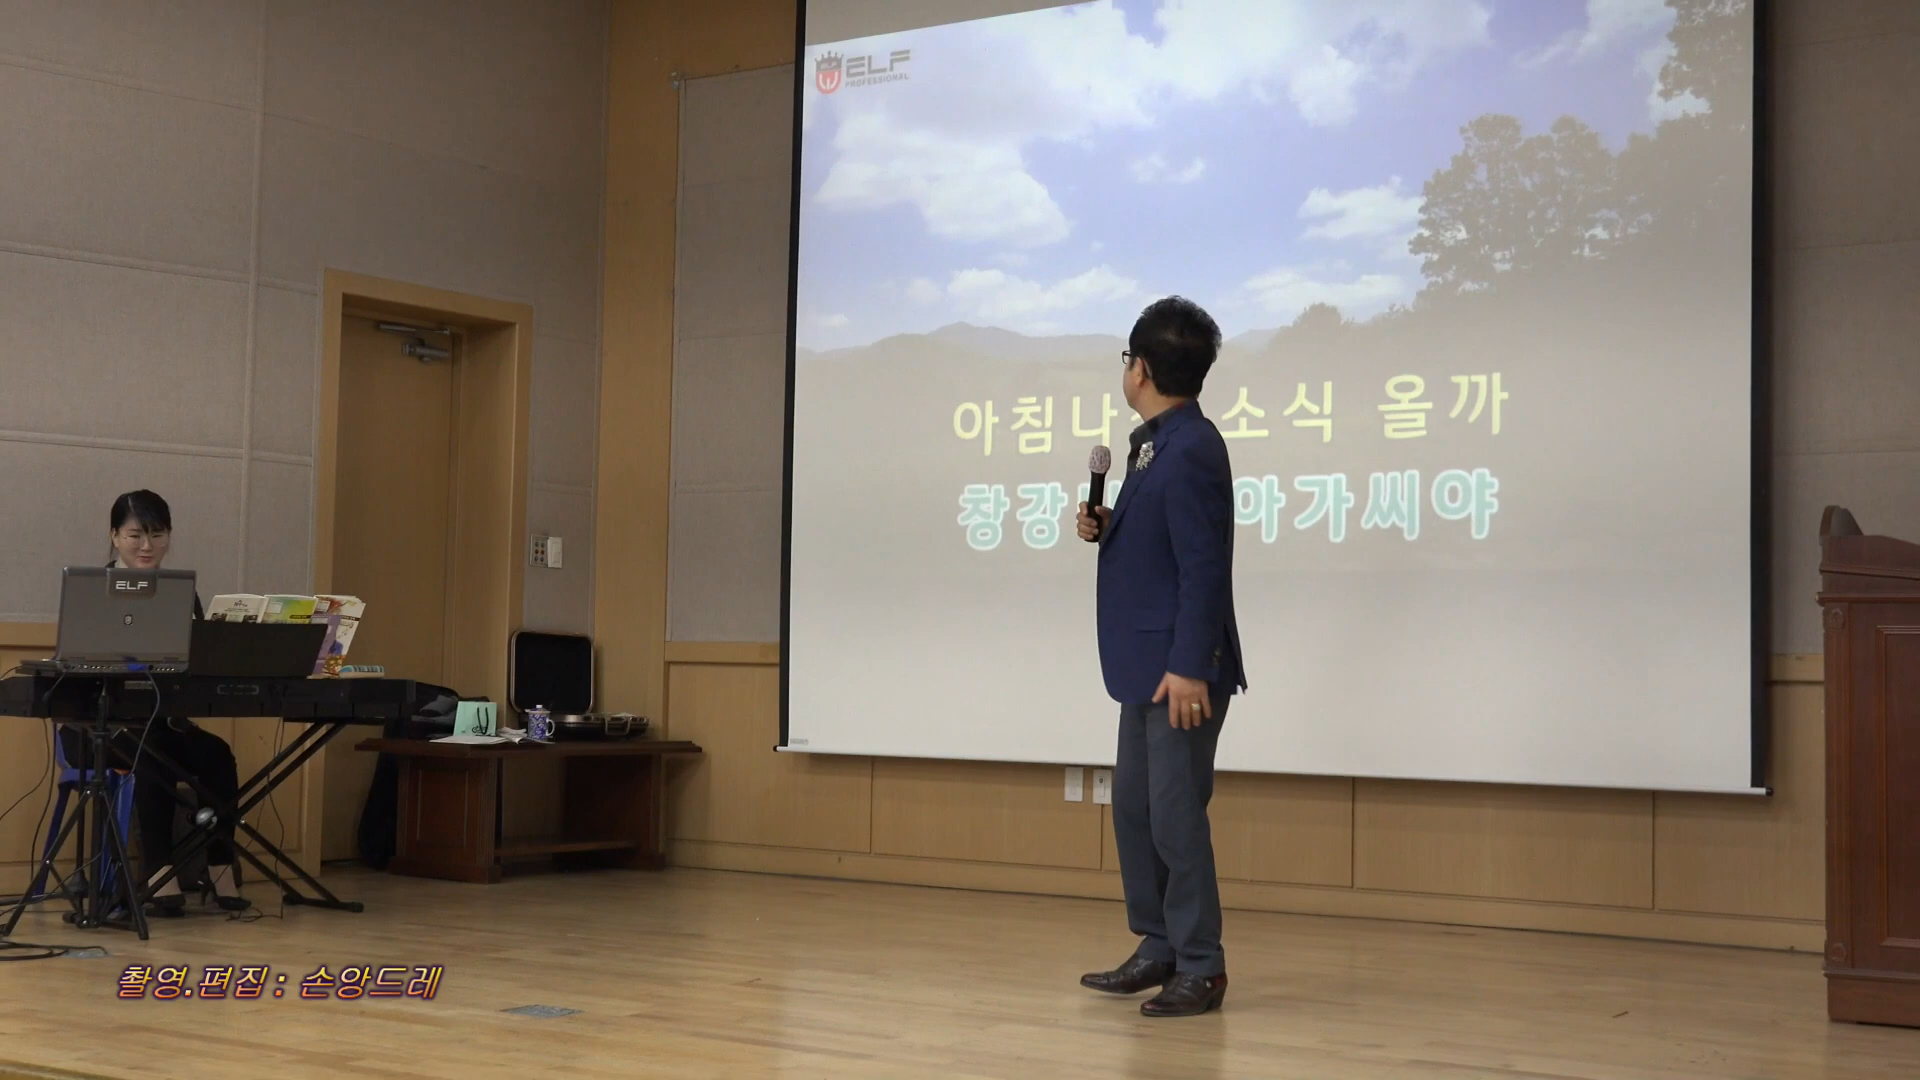 ELF
PROFESSIONAL
아침나 소식 올까
창강 아가씨야
ELF
촬영.편집 : 손앙드레